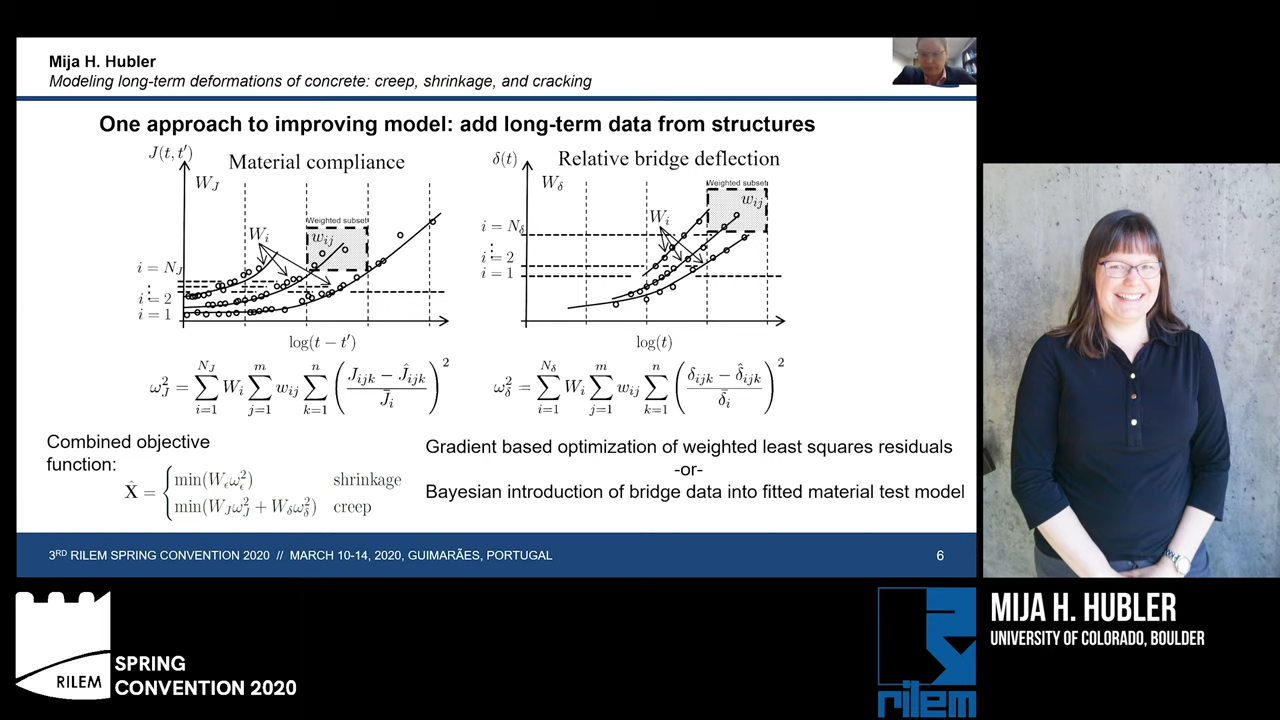 Mija H. Hubler
Modeling long-term deformations of concrete: creep, shrinkage, and cracking
One approach to improving model: add long-term data from structures
J(t, t′)
Material compliance
W_J
Weighted subset
W_i
w_ij
i = N_J
⋮
i = 2
i = 1
log(t − t′)
δ(t)
Relative bridge deflection
W_δ
Weighted subset
W_i
w_ij
i = N_δ
⋮
i = 2
i = 1
log(t)
ω_J^2 = ∑_{i=1}^{N_J} W_i ∑_{j=1}^{m} w_ij ∑_{k=1}^{n} ( (J_ijk − Ĵ_ijk) / J̄_i )^2
ω_δ^2 = ∑_{i=1}^{N_δ} W_i ∑_{j=1}^{m} w_ij ∑_{k=1}^{n} ( (δ_ijk − δ̂_ijk) / δ̄_i )^2
Combined objective
function:
X̂ = { min(W_ϵ ω_ϵ^2) shrinkage
min(W_J ω_J^2 + W_δ ω_δ^2) creep
Gradient based optimization of weighted least squares residuals
-or-
Bayesian introduction of bridge data into fitted material test model
3RD RILEM SPRING CONVENTION 2020 // MARCH 10-14, 2020, GUIMARÃES, PORTUGAL
6
RILEM
SPRING
CONVENTION 2020
rilem
MIJA H. HUBLER
UNIVERSITY OF COLORADO, BOULDER